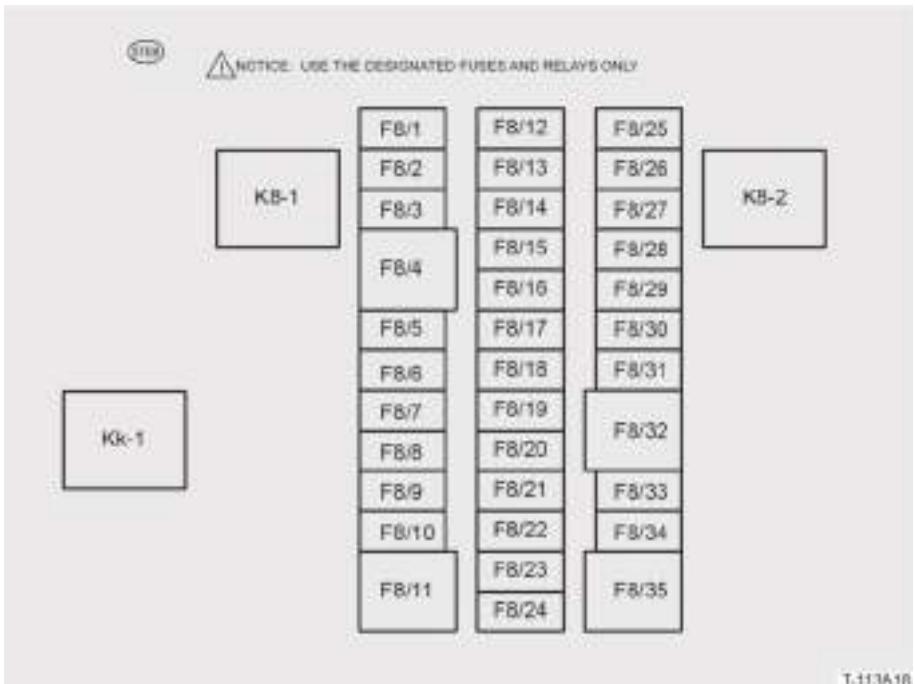 NOTICE: USE THE DESIGNATED FUSES AND RELAYS ONLY
F8/1
F8/2
F8/3
F8/4
F8/5
F8/6
F8/7
F8/8
F8/9
F8/10
F8/11
F8/12
F8/13
F8/14
F8/15
F8/16
F8/17
F8/18
F8/19
F8/20
F8/21
F8/22
F8/23
F8/24
F8/25
F8/26
F8/27
F8/28
F8/29
F8/30
F8/31
F8/32
F8/33
F8/34
F8/35
K8-1
K8-2
Kk-1